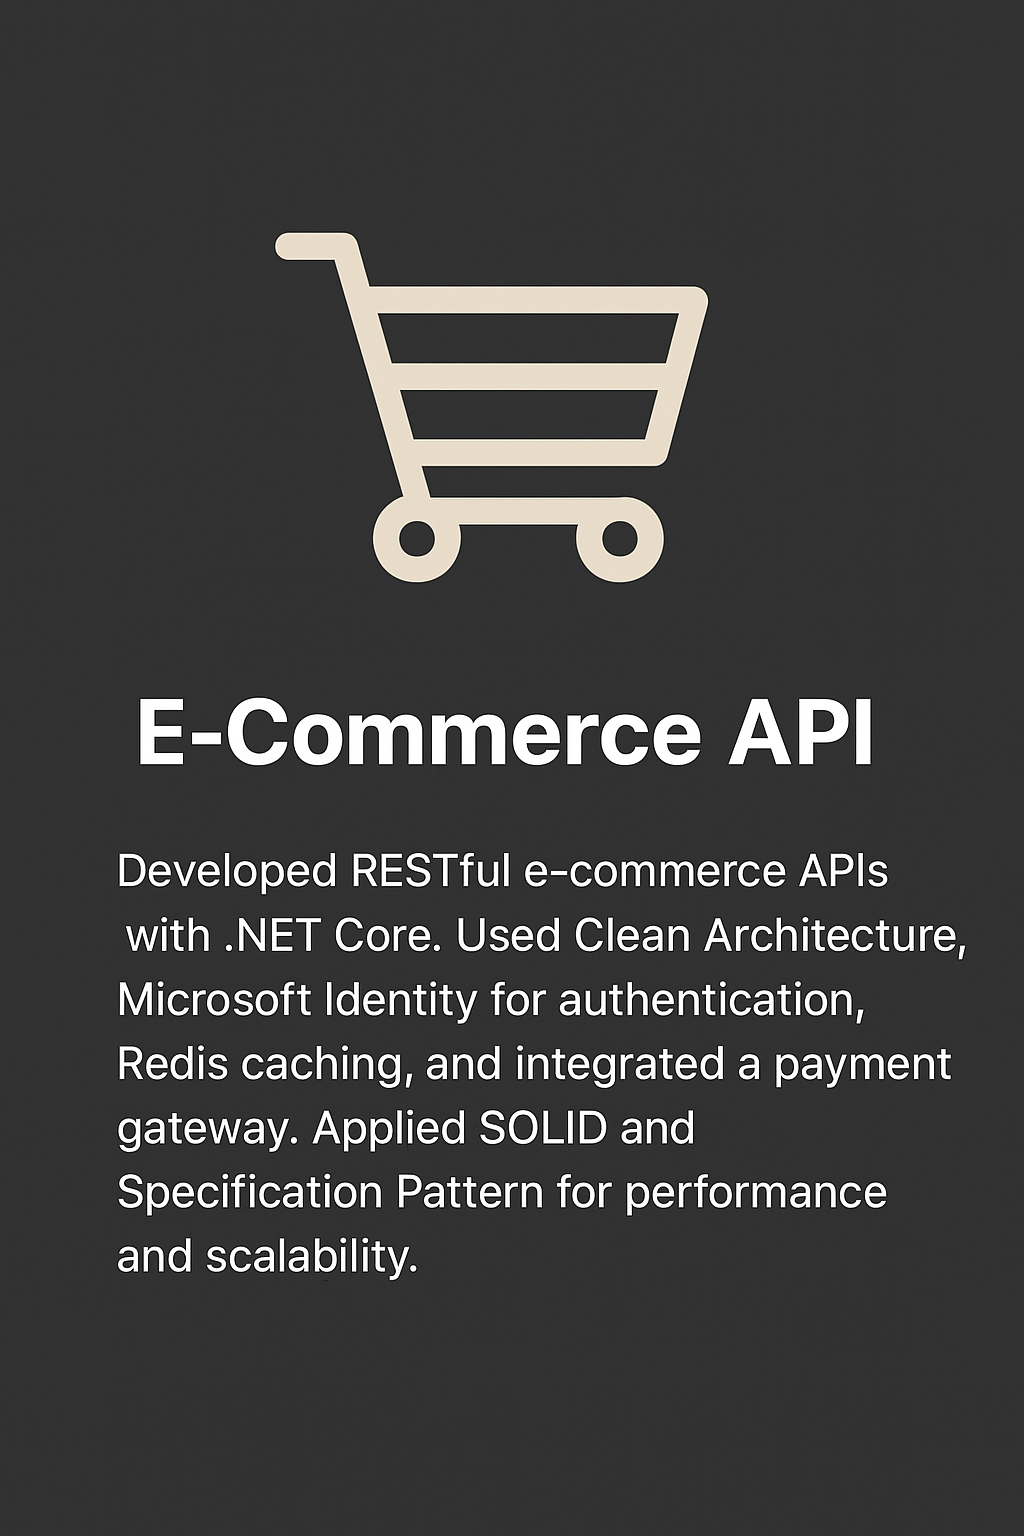 E-Commerce API
Developed RESTful e-commerce APIs
with .NET Core. Used Clean Architecture,
Microsoft Identity for authentication,
Redis caching, and integrated a payment
gateway. Applied SOLID and
Specification Pattern for performance
and scalability.